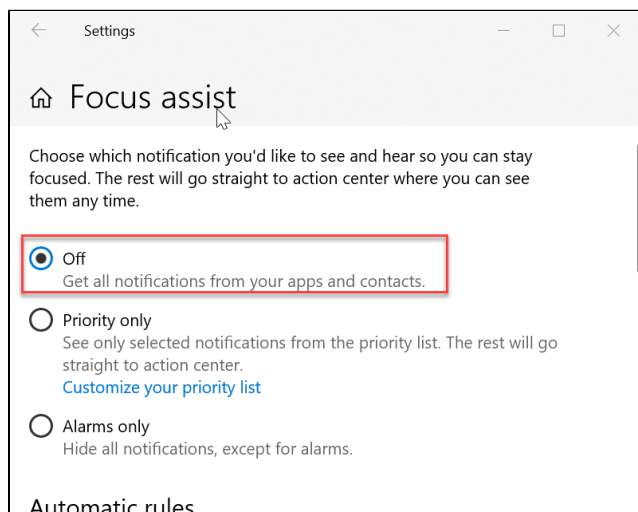 Settings
Focus assist
Choose which notification you'd like to see and hear so you can stay
focused. The rest will go straight to action center where you can see
them any time.
Off
Get all notifications from your apps and contacts.
Priority only
See only selected notifications from the priority list. The rest will go
straight to action center.
Customize your priority list
Alarms only
Hide all notifications, except for alarms.
Automatic rules